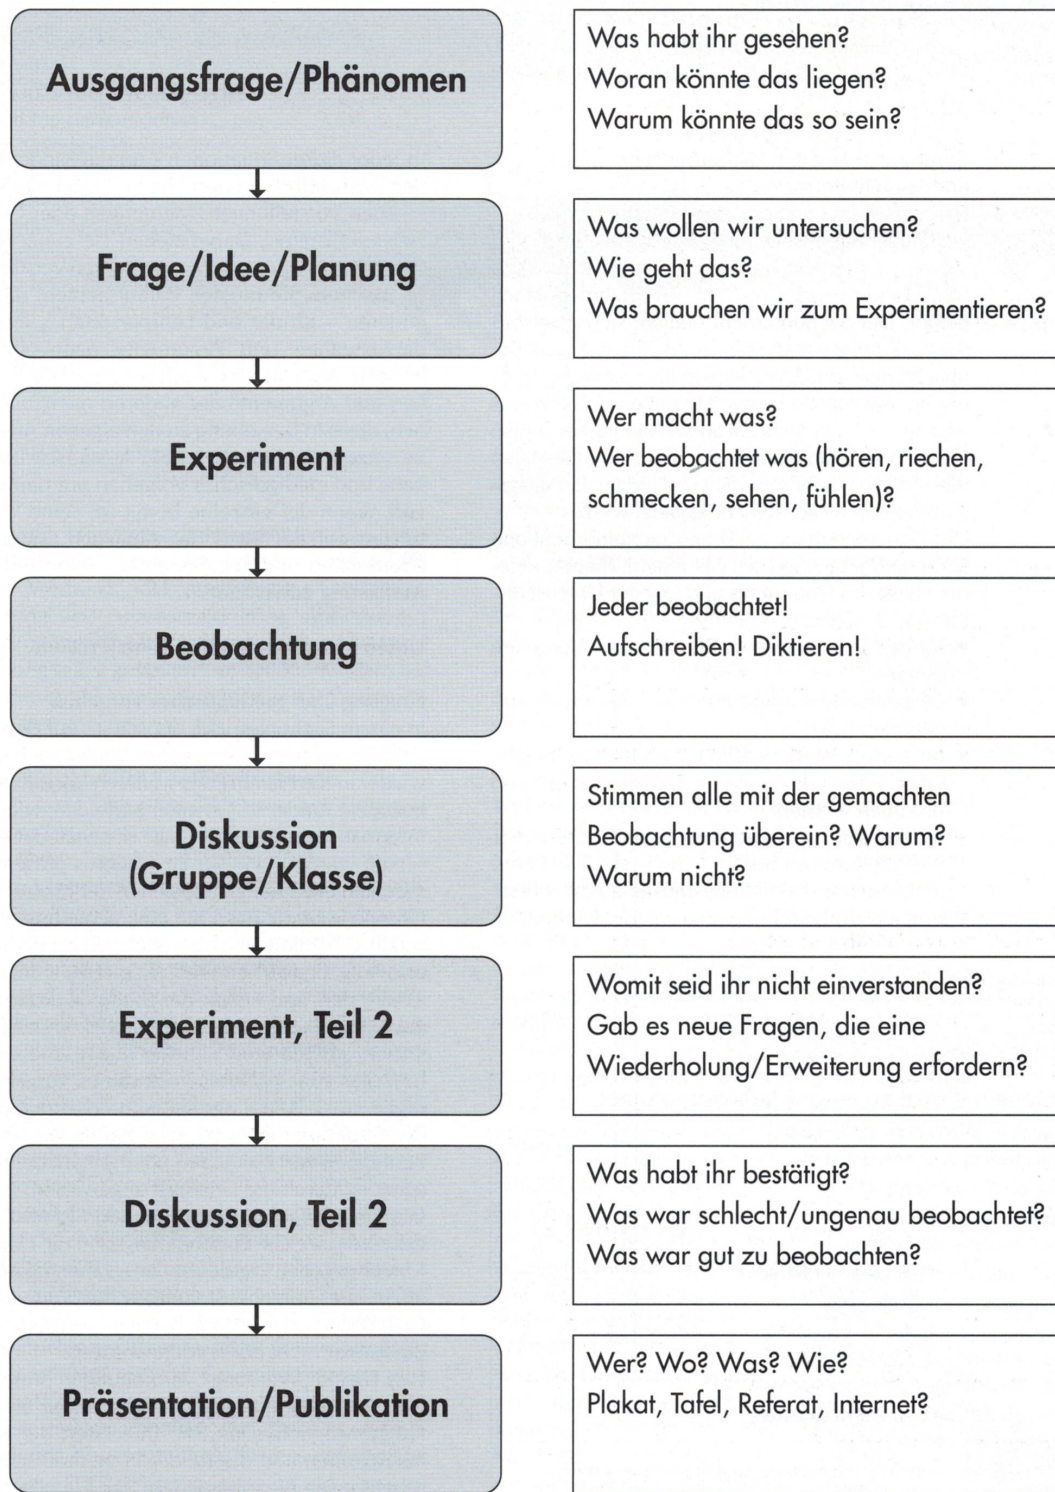 Ausgangsfrage/Phänomen
Was habt ihr gesehen?
Woran könnte das liegen?
Warum könnte das so sein?
Frage/Idee/Planung
Was wollen wir untersuchen?
Wie geht das?
Was brauchen wir zum Experimentieren?
Experiment
Wer macht was?
Wer beobachtet was (hören, riechen,
schmecken, sehen, fühlen)?
Beobachtung
Jeder beobachtet!
Aufschreiben! Diktieren!
Diskussion
(Gruppe/Klasse)
Stimmen alle mit der gemachten
Beobachtung überein? Warum?
Warum nicht?
Experiment, Teil 2
Womit seid ihr nicht einverstanden?
Gab es neue Fragen, die eine
Wiederholung/Erweiterung erfordern?
Diskussion, Teil 2
Was habt ihr bestätigt?
Was war schlecht/ungenau beobachtet?
Was war gut zu beobachten?
Präsentation/Publikation
Wer? Wo? Was? Wie?
Plakat, Tafel, Referat, Internet?